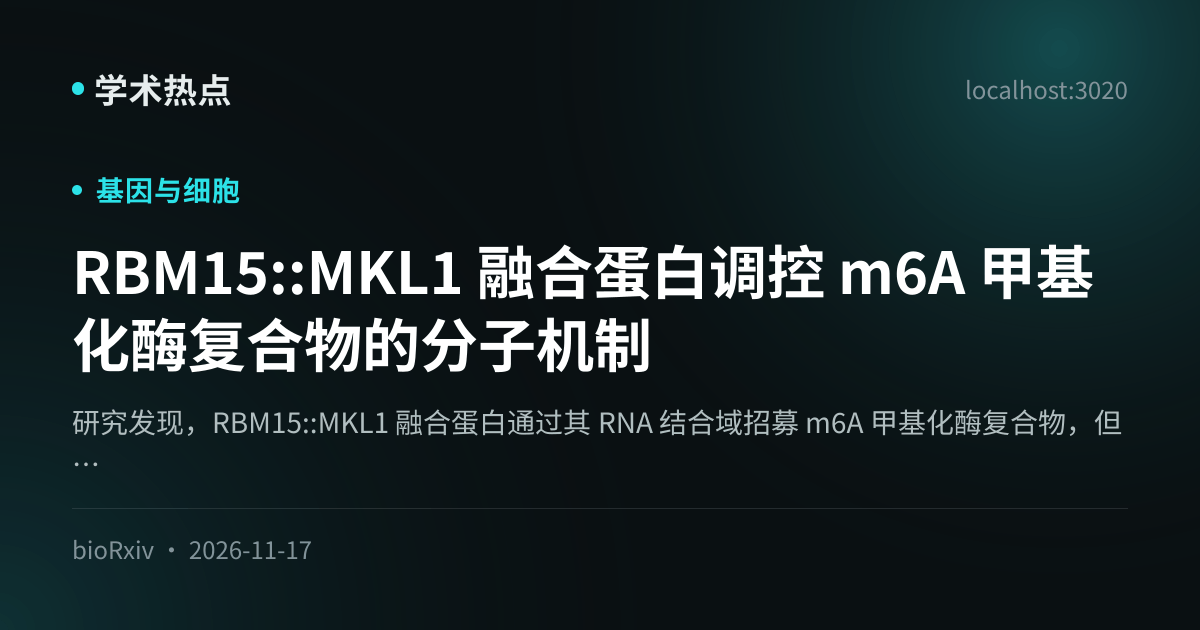 学术热点
localhost:3020
基因与细胞
RBM15::MKL1 融合蛋白调控 m6A 甲基
化酶复合物的分子机制
研究发现，RBM15::MKL1 融合蛋白通过其 RNA 结合域招募 m6A 甲基化酶复合物，但
…
bioRxiv · 2026-11-17